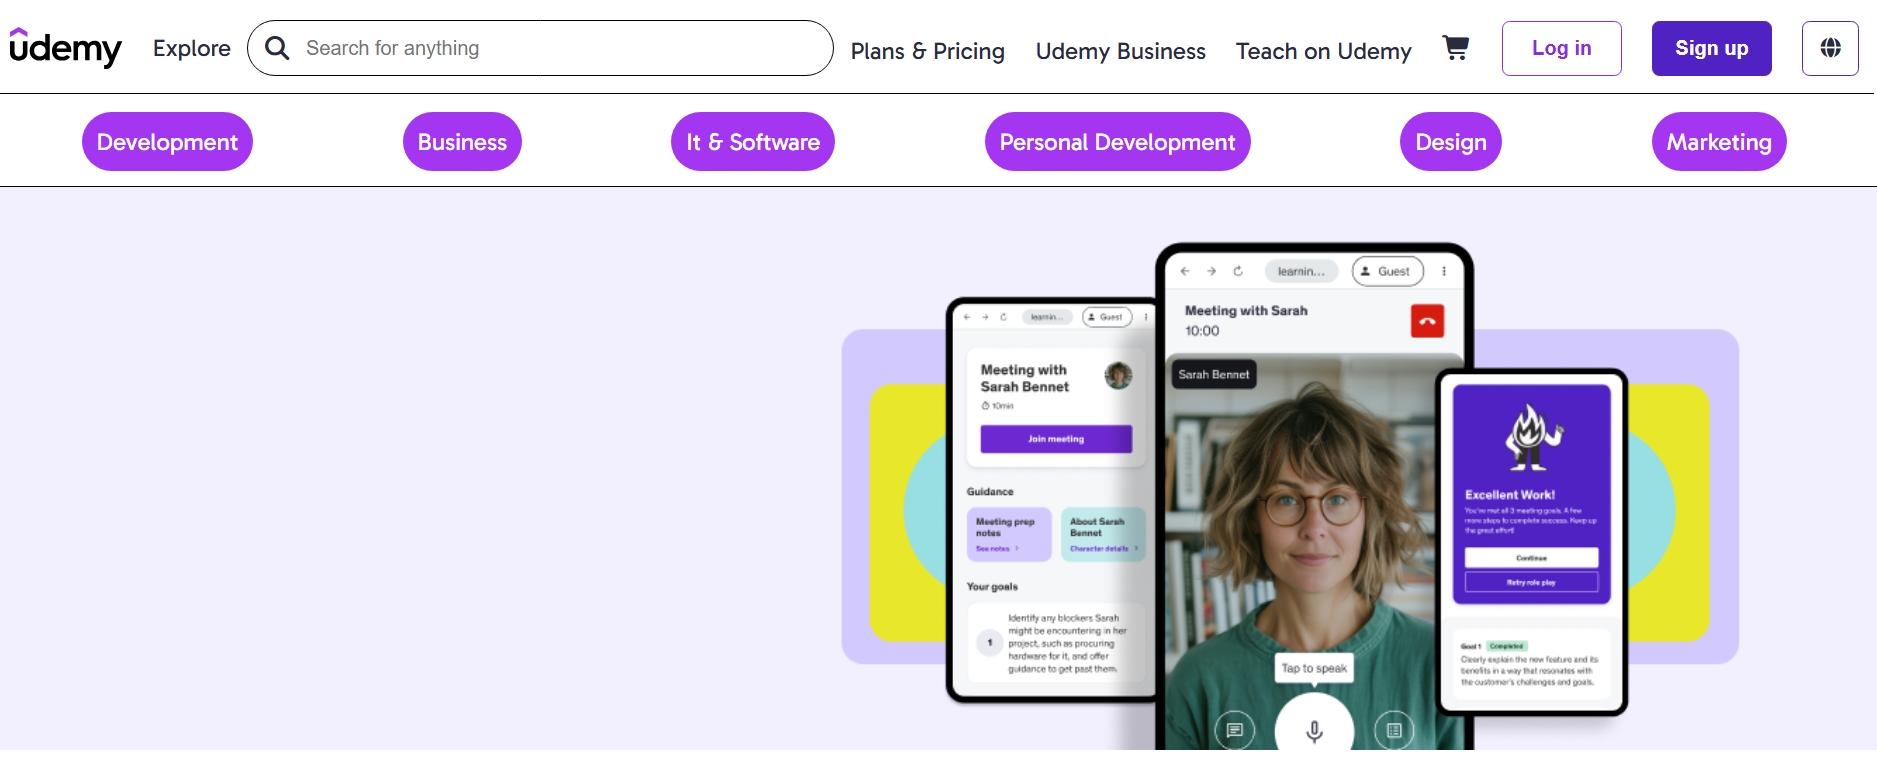 udemy
Explore
Search for anything
Plans & Pricing
Udemy Business
Teach on Udemy
Log in
Sign up
Development
Business
It & Software
Personal Development
Design
Marketing
learnin...
Guest
Meeting with
Sarah Bennet
10min
Join meeting
Guidance
Meeting prep
notes
See notes
About Sarah
Bennet
Character details
Your goals
1
Identify any blockers Sarah
might be encountering in her
project, such as procuring
hardware for it, and offer
guidance to get past them.
learnin...
Guest
Meeting with Sarah
10:00
Sarah Bennet
Tap to speak
Excellent Work!
You've met all 3 meeting goals. A few
more steps to complete success. Keep up
the great effort!
Continue
Retry role play
Goal 1 Completed
Clearly explain the new feature and its
benefits in a way that resonates with
the customer's challenges and goals.